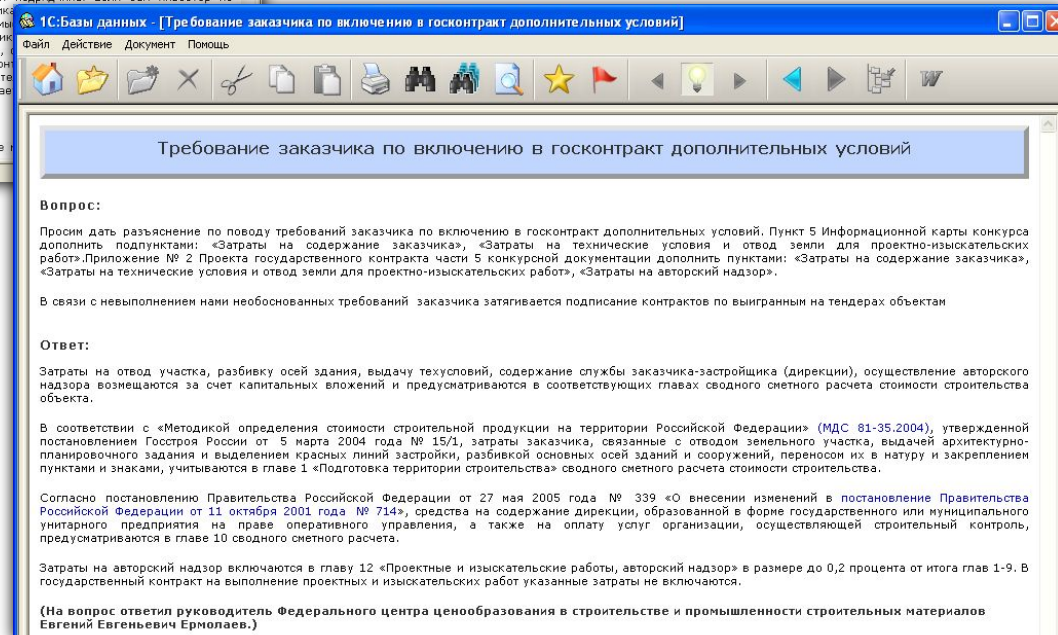 1С:Базы данных - [Требование заказчика по включению в госконтракт дополнительных условий]
Файл Действие Документ Помощь
W
Требование заказчика по включению в госконтракт дополнительных условий
Вопрос:
Просим дать разъяснение по поводу требований заказчика по включению в госконтракт дополнительных условий. Пункт 5 Информационной карты конкурса
дополнить подпунктами: «Затраты на содержание заказчика», «Затраты на технические условия и отвод земли для проектно-изыскательских
работ».Приложение № 2 Проекта государственного контракта части 5 конкурсной документации дополнить пунктами: «Затраты на содержание заказчика»,
«Затраты на технические условия и отвод земли для проектно-изыскательских работ», «Затраты на авторский надзор».
В связи с невыполнением нами необоснованных требований заказчика затягивается подписание контрактов по выигранным на тендерах объектам
Ответ:
Затраты на отвод участка, разбивку осей здания, выдачу техусловий, содержание службы заказчика-застройщика (дирекции), осуществление авторского
надзора возмещаются за счет капитальных вложений и предусматриваются в соответствующих главах сводного сметного расчета стоимости строительства
объекта.
В соответствии с «Методикой определения стоимости строительной продукции на территории Российской Федерации» (МДС 81-35.2004), утвержденной
постановлением Госстроя России от 5 марта 2004 года № 15/1, затраты заказчика, связанные с отводом земельного участка, выдачей архитектурно-
планировочного задания и выделением красных линий застройки, разбивкой основных осей зданий и сооружений, переносом их в натуру и закреплением
пунктами и знаками, учитываются в главе 1 «Подготовка территории строительства» сводного сметного расчета стоимости строительства.
Согласно постановлению Правительства Российской Федерации от 27 мая 2005 года № 339 «О внесении изменений в постановление Правительства
Российской Федерации от 11 октября 2001 года № 714», средства на содержание дирекции, образованной в форме государственного или муниципального
унитарного предприятия на праве оперативного управления, а также на оплату услуг организации, осуществляющей строительный контроль,
предусматриваются в главе 10 сводного сметного расчета.
Затраты на авторский надзор включаются в главу 12 «Проектные и изыскательские работы, авторский надзор» в размере до 0,2 процента от итога глав 1-9. В
государственный контракт на выполнение проектных и изыскательских работ указанные затраты не включаются.
(На вопрос ответил руководитель Федерального центра ценообразования в строительстве и промышленности строительных материалов
Евгений Евгеньевич Ермолаев.)